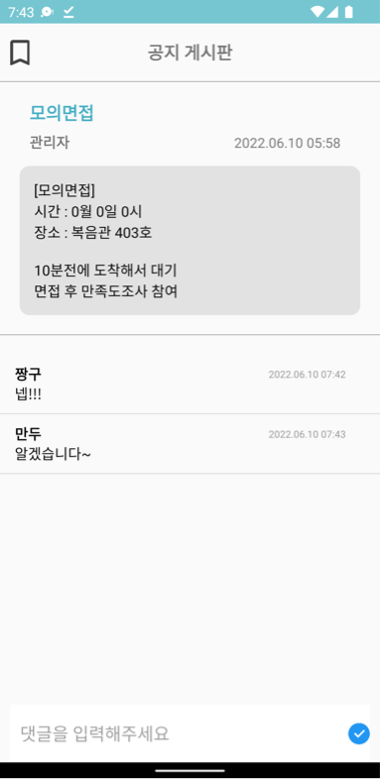 7:43
공지 게시판
모의면접
관리자 2022.06.10 05:58
[모의면접]
시간 : 0월 0일 0시
장소 : 복음관 403호
10분전에 도착해서 대기
면접 후 만족도조사 참여
짱구 2022.06.10 07:42
넵!!!
만두 2022.06.10 07:43
알겠습니다~
댓글을 입력해주세요